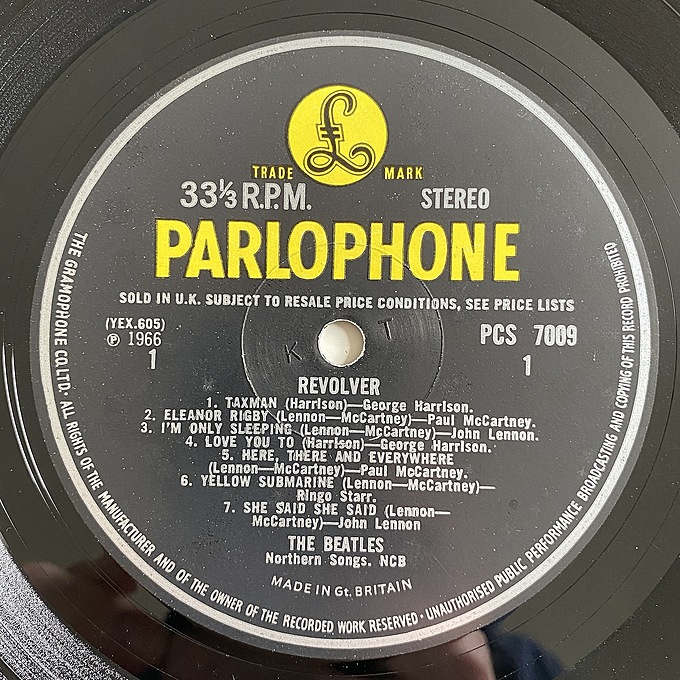 £
TRADE MARK
33⅓ R.P.M. STEREO
PARLOPHONE
SOLD IN U.K. SUBJECT TO RESALE PRICE CONDITIONS, SEE PRICE LISTS
(YEX.605)
℗ 1966
1
PCS 7009
1
K T
REVOLVER
1. TAXMAN (Harrison)—George Harrison.
2. ELEANOR RIGBY (Lennon—McCartney)—Paul McCartney.
3. I'M ONLY SLEEPING (Lennon—McCartney)—John Lennon.
4. LOVE YOU TO (Harrison)—George Harrison.
5. HERE, THERE AND EVERYWHERE
(Lennon—McCartney)—Paul McCartney.
6. YELLOW SUBMARINE (Lennon—McCartney)—
Ringo Starr.
7. SHE SAID SHE SAID (Lennon—
McCartney)—John Lennon
THE BEATLES
Northern Songs. NCB
MADE IN Gt. BRITAIN
THE GRAMOPHONE CO. LTD. · ALL RIGHTS OF THE MANUFACTURER AND OF THE OWNER OF THE RECORDED WORK RESERVED · UNAUTHORISED PUBLIC PERFORMANCE BROADCASTING AND COPYING OF THIS RECORD PROHIBITED